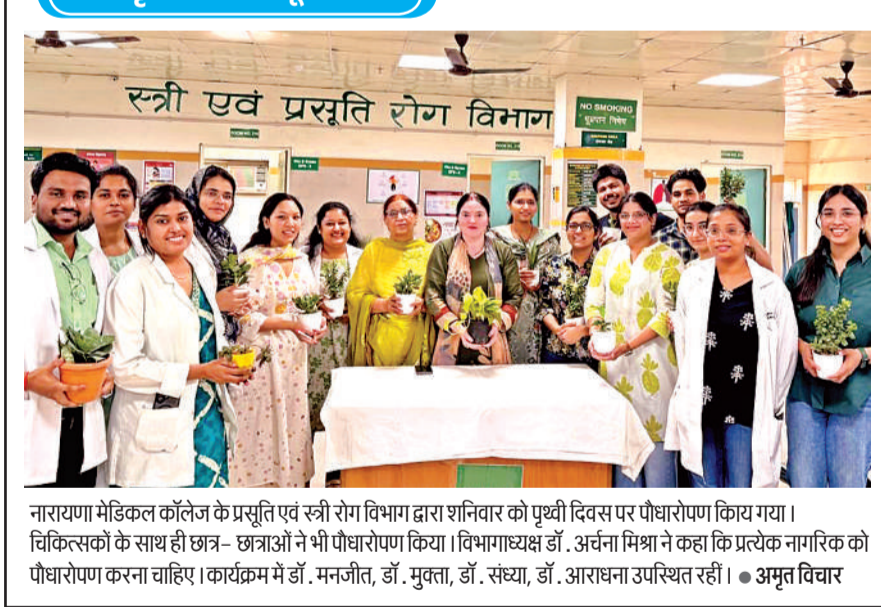 स्त्री एवं प्रसूति रोग विभाग
NO SMOKING
धूम्रपान निषेध
नारायणा मेडिकल कॉलेज के प्रसूति एवं स्त्री रोग विभाग द्वारा शनिवार को पृथ्वी दिवस पर पौधारोपण किाय गया।
चिकित्सकों के साथ ही छात्र- छात्राओं ने भी पौधारोपण किया। विभागाध्यक्ष डॉ. अर्चना मिश्रा ने कहा कि प्रत्येक नागरिक को
पौधारोपण करना चाहिए। कार्यक्रम में डॉ. मनजीत, डॉ. मुक्ता, डॉ. संध्या, डॉ. आराधना उपस्थित रहीं। ● अमृत विचार